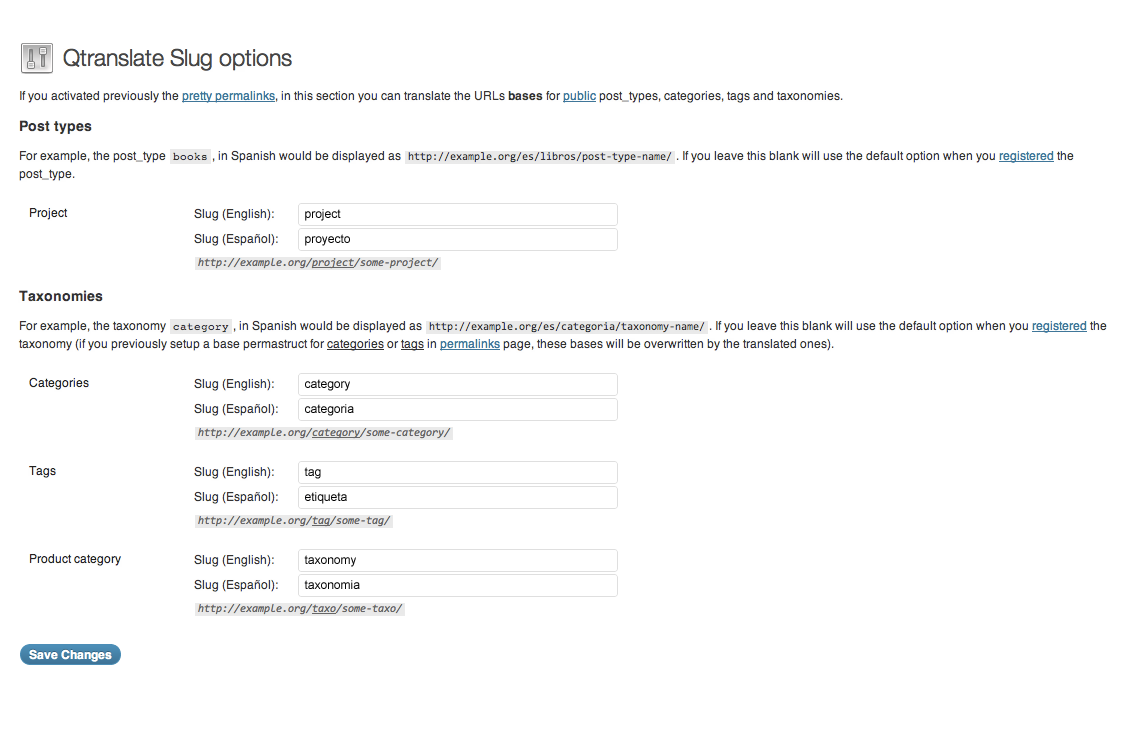 Qtranslate Slug options
If you activated previously the pretty permalinks, in this section you can translate the URLs bases for public post_types, categories, tags and taxonomies.
Post types
For example, the post_type books , in Spanish would be displayed as http://example.org/es/libros/post-type-name/ . If you leave this blank will use the default option when you registered the
post_type.
Project Slug (English): project
Slug (Español): proyecto
http://example.org/project/some-project/
Taxonomies
For example, the taxonomy category , in Spanish would be displayed as http://example.org/es/categoria/taxonomy-name/ . If you leave this blank will use the default option when you registered the
taxonomy (if you previously setup a base permastruct for categories or tags in permalinks page, these bases will be overwritten by the translated ones).
Categories Slug (English): category
Slug (Español): categoria
http://example.org/category/some-category/
Tags Slug (English): tag
Slug (Español): etiqueta
http://example.org/tag/some-tag/
Product category Slug (English): taxonomy
Slug (Español): taxonomia
http://example.org/taxo/some-taxo/
Save Changes